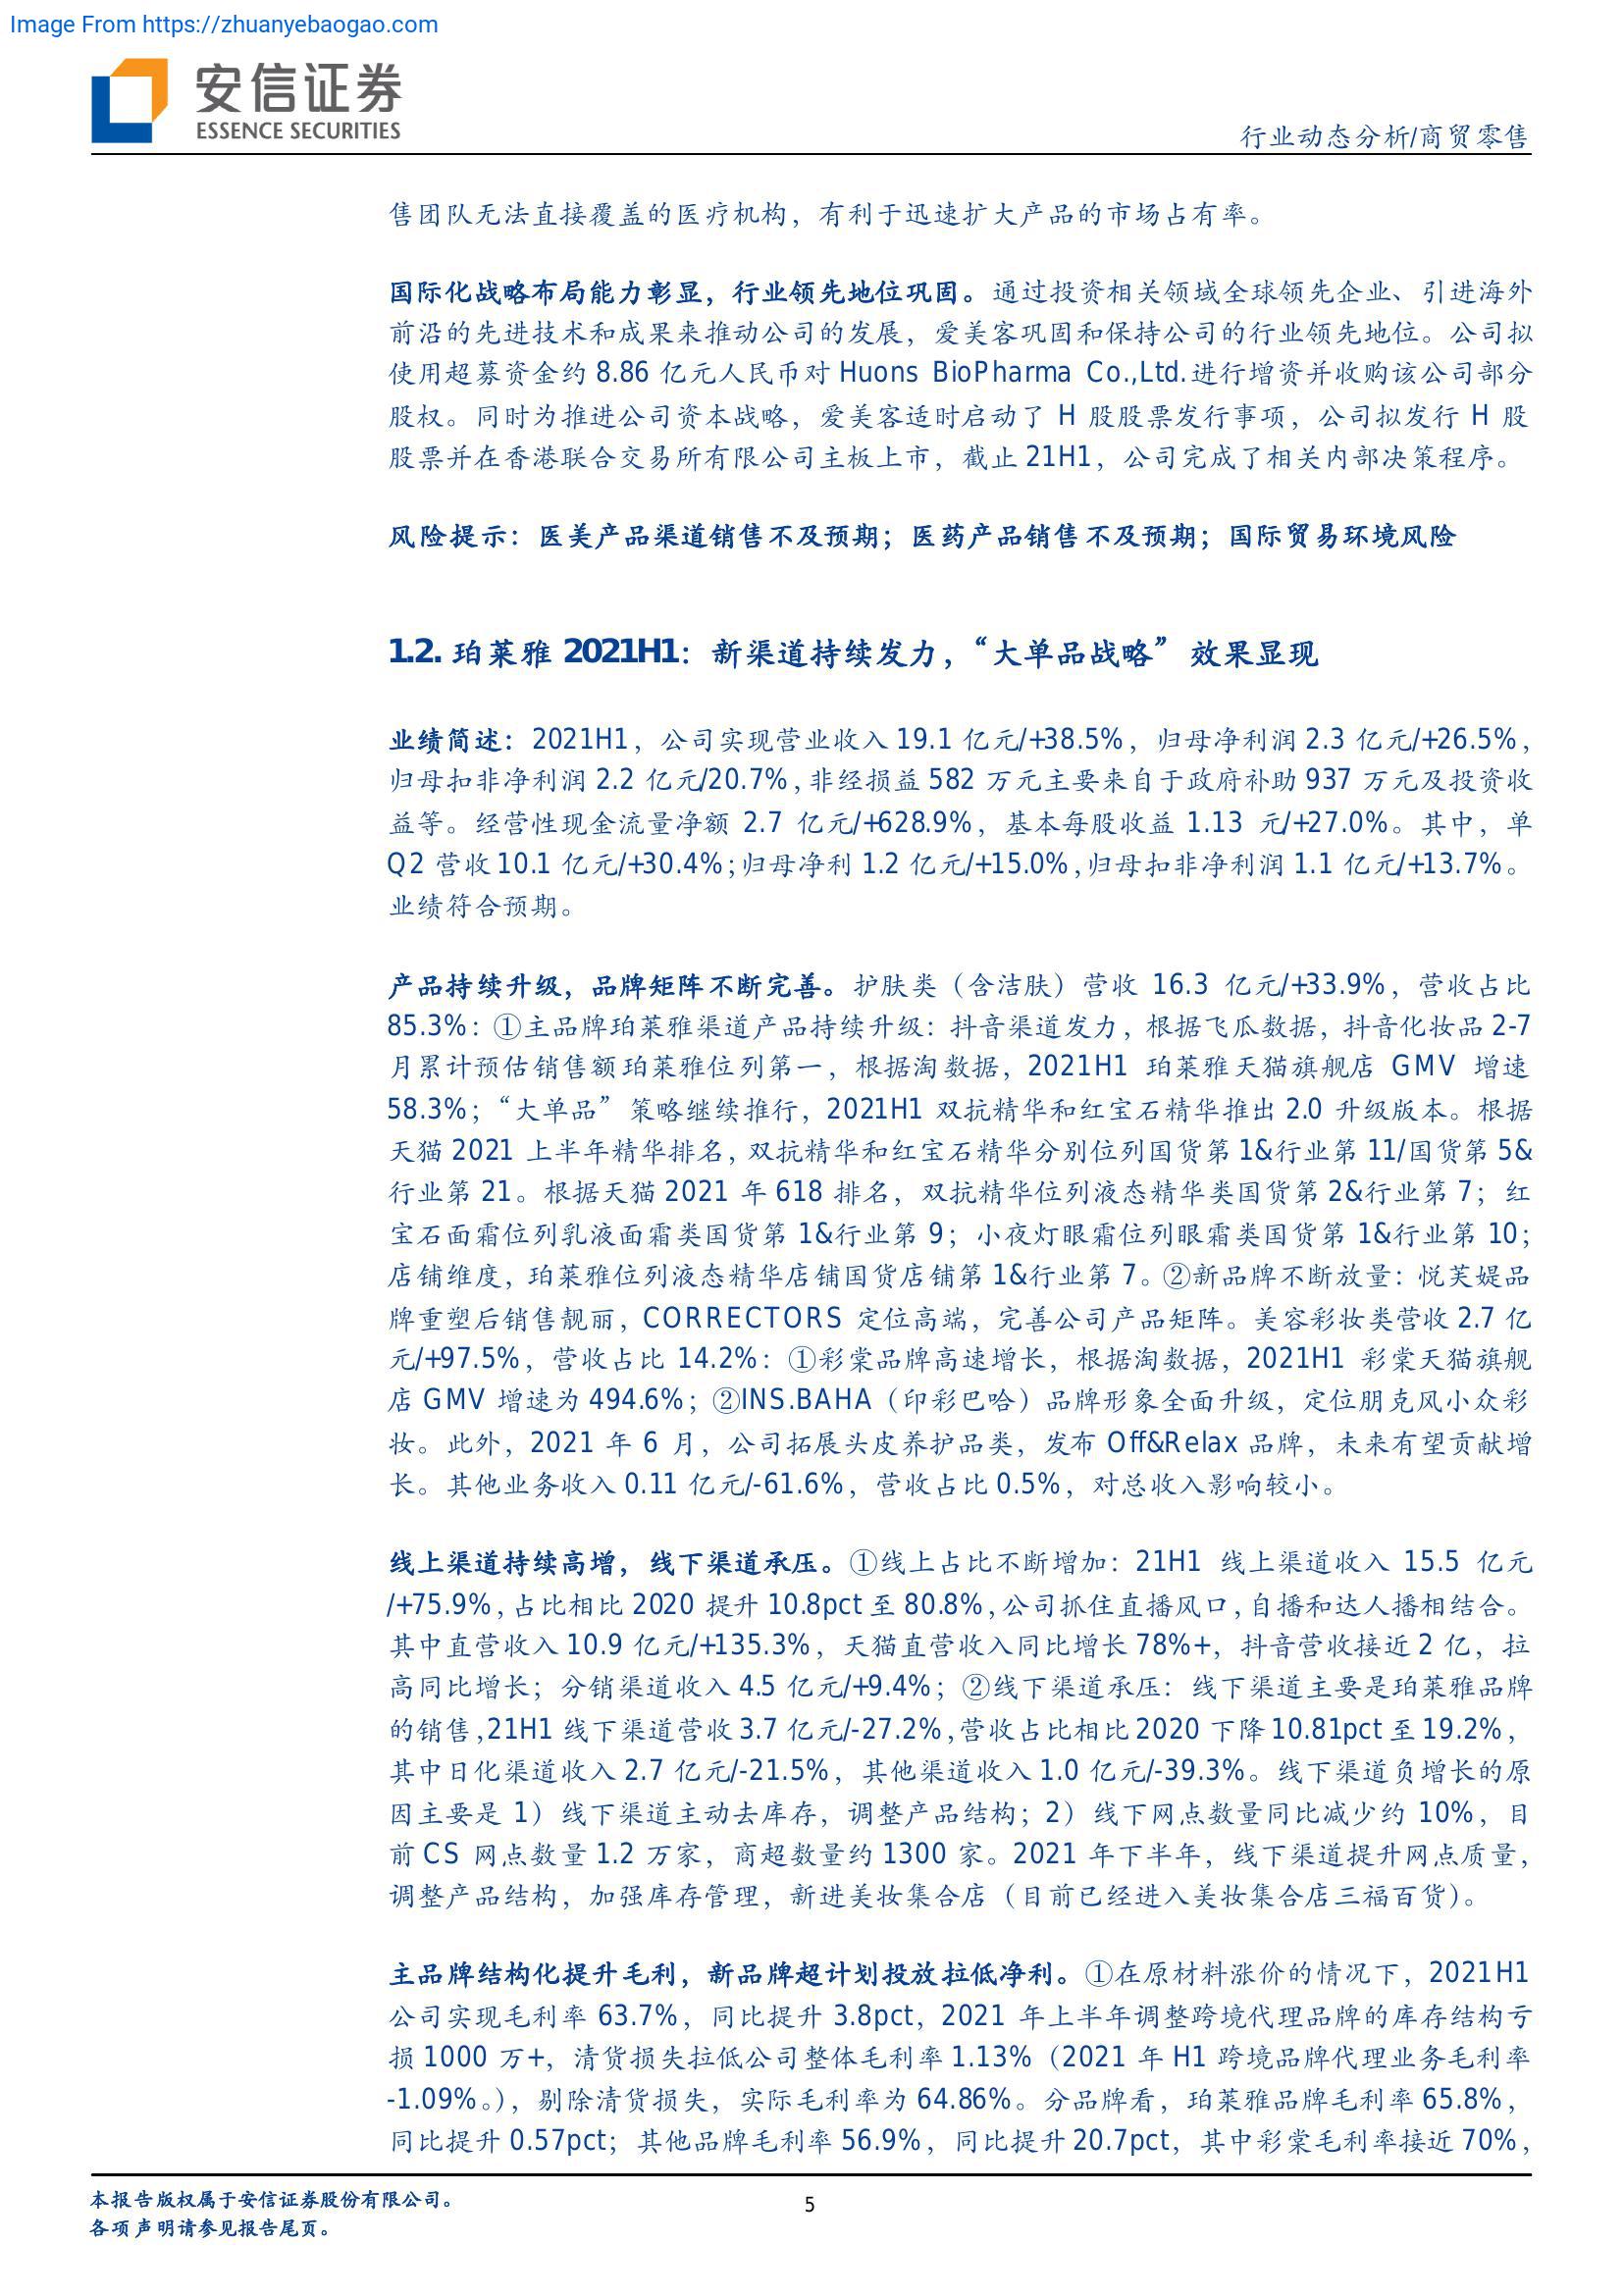 Image From https://zhuanyebaogao.com
安信证券
ESSENCE SECURITIES
行业动态分析/商贸零售
售团队无法直接覆盖的医疗机构，有利于迅速扩大产品的市场占有率。
国际化战略布局能力彰显，行业领先地位巩固。通过投资相关领域全球领先企业、引进海外
前沿的先进技术和成果来推动公司的发展，爱美客巩固和保持公司的行业领先地位。公司拟
使用超募资金约 8.86 亿元人民币对 Huons BioPharma Co.,Ltd.进行增资并收购该公司部分
股权。同时为推进公司资本战略，爱美客适时启动了 H 股股票发行事项，公司拟发行 H 股
股票并在香港联合交易所有限公司主板上市，截止 21H1，公司完成了相关内部决策程序。
风险提示：医美产品渠道销售不及预期；医药产品销售不及预期；国际贸易环境风险
1.2. 珀莱雅 2021H1：新渠道持续发力，“大单品战略”效果显现
业绩简述：2021H1，公司实现营业收入 19.1 亿元/+38.5%，归母净利润 2.3 亿元/+26.5%，
归母扣非净利润 2.2 亿元/20.7%，非经损益 582 万元主要来自于政府补助 937 万元及投资收
益等。经营性现金流量净额 2.7 亿元/+628.9%，基本每股收益 1.13 元/+27.0%。其中，单
Q2 营收 10.1 亿元/+30.4%；归母净利 1.2 亿元/+15.0%，归母扣非净利润 1.1 亿元/+13.7%。
业绩符合预期。
产品持续升级，品牌矩阵不断完善。护肤类（含洁肤）营收 16.3 亿元/+33.9%，营收占比
85.3%：①主品牌珀莱雅渠道产品持续升级：抖音渠道发力，根据飞瓜数据，抖音化妆品 2-7
月累计预估销售额珀莱雅位列第一，根据淘数据，2021H1 珀莱雅天猫旗舰店 GMV 增速
58.3%；“大单品”策略继续推行，2021H1 双抗精华和红宝石精华推出 2.0 升级版本。根据
天猫 2021 上半年精华排名，双抗精华和红宝石精华分别位列国货第 1&行业第 11/国货第 5&
行业第 21。根据天猫 2021 年 618 排名，双抗精华位列液态精华类国货第 2&行业第 7；红
宝石面霜位列乳液面霜类国货第 1&行业第 9；小夜灯眼霜位列眼霜类国货第 1&行业第 10；
店铺维度，珀莱雅位列液态精华店铺国货店铺第 1&行业第 7。②新品牌不断放量：悦芙媞品
牌重塑后销售靓丽，CORRECTORS 定位高端，完善公司产品矩阵。美容彩妆类营收 2.7 亿
元/+97.5%，营收占比 14.2%：①彩棠品牌高速增长，根据淘数据，2021H1 彩棠天猫旗舰
店 GMV 增速为 494.6%；②INS.BAHA（印彩巴哈）品牌形象全面升级，定位朋克风小众彩
妆。此外，2021 年 6 月，公司拓展头皮养护品类，发布 Off&Relax 品牌，未来有望贡献增
长。其他业务收入 0.11 亿元/-61.6%，营收占比 0.5%，对总收入影响较小。
线上渠道持续高增，线下渠道承压。①线上占比不断增加：21H1 线上渠道收入 15.5 亿元
/+75.9%，占比相比 2020 提升 10.8pct 至 80.8%，公司抓住直播风口，自播和达人播相结合。
其中直营收入 10.9 亿元/+135.3%，天猫直营收入同比增长 78%+，抖音营收接近 2 亿，拉
高同比增长；分销渠道收入 4.5 亿元/+9.4%；②线下渠道承压：线下渠道主要是珀莱雅品牌
的销售，21H1 线下渠道营收 3.7 亿元/-27.2%，营收占比相比 2020 下降 10.81pct 至 19.2%，
其中日化渠道收入 2.7 亿元/-21.5%，其他渠道收入 1.0 亿元/-39.3%。线下渠道负增长的原
因主要是 1）线下渠道主动去库存，调整产品结构；2）线下网点数量同比减少约 10%，目
前 CS 网点数量 1.2 万家，商超数量约 1300 家。2021 年下半年，线下渠道提升网点质量，
调整产品结构，加强库存管理，新进美妆集合店（目前已经进入美妆集合店三福百货）。
主品牌结构化提升毛利，新品牌超计划投放拉低净利。①在原材料涨价的情况下，2021H1
公司实现毛利率 63.7%，同比提升 3.8pct，2021 年上半年调整跨境代理品牌的库存结构亏
损 1000 万+，清货损失拉低公司整体毛利率 1.13%（2021 年 H1 跨境品牌代理业务毛利率
-1.09%。），剔除清货损失，实际毛利率为 64.86%。分品牌看，珀莱雅品牌毛利率 65.8%，
同比提升 0.57pct；其他品牌毛利率 56.9%，同比提升 20.7pct，其中彩棠毛利率接近 70%，
本报告版权属于安信证券股份有限公司。
5
各项声明请参见报告尾页。